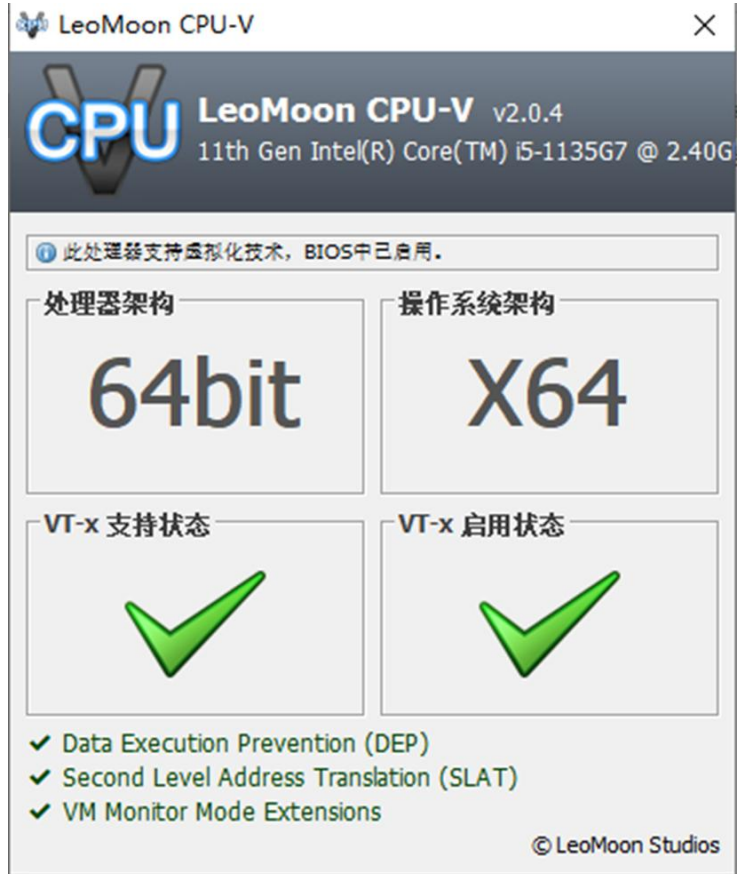 LeoMoon CPU-V
CPU
LeoMoon CPU-V v2.0.4
11th Gen Intel(R) Core(TM) i5-1135G7 @ 2.40G
此处理器支持虚拟化技术，BIOS中已启用。
处理器架构
操作系统架构
64bit
X64
VT-x 支持状态
VT-x 启用状态
Data Execution Prevention (DEP)
Second Level Address Translation (SLAT)
VM Monitor Mode Extensions
© LeoMoon Studios